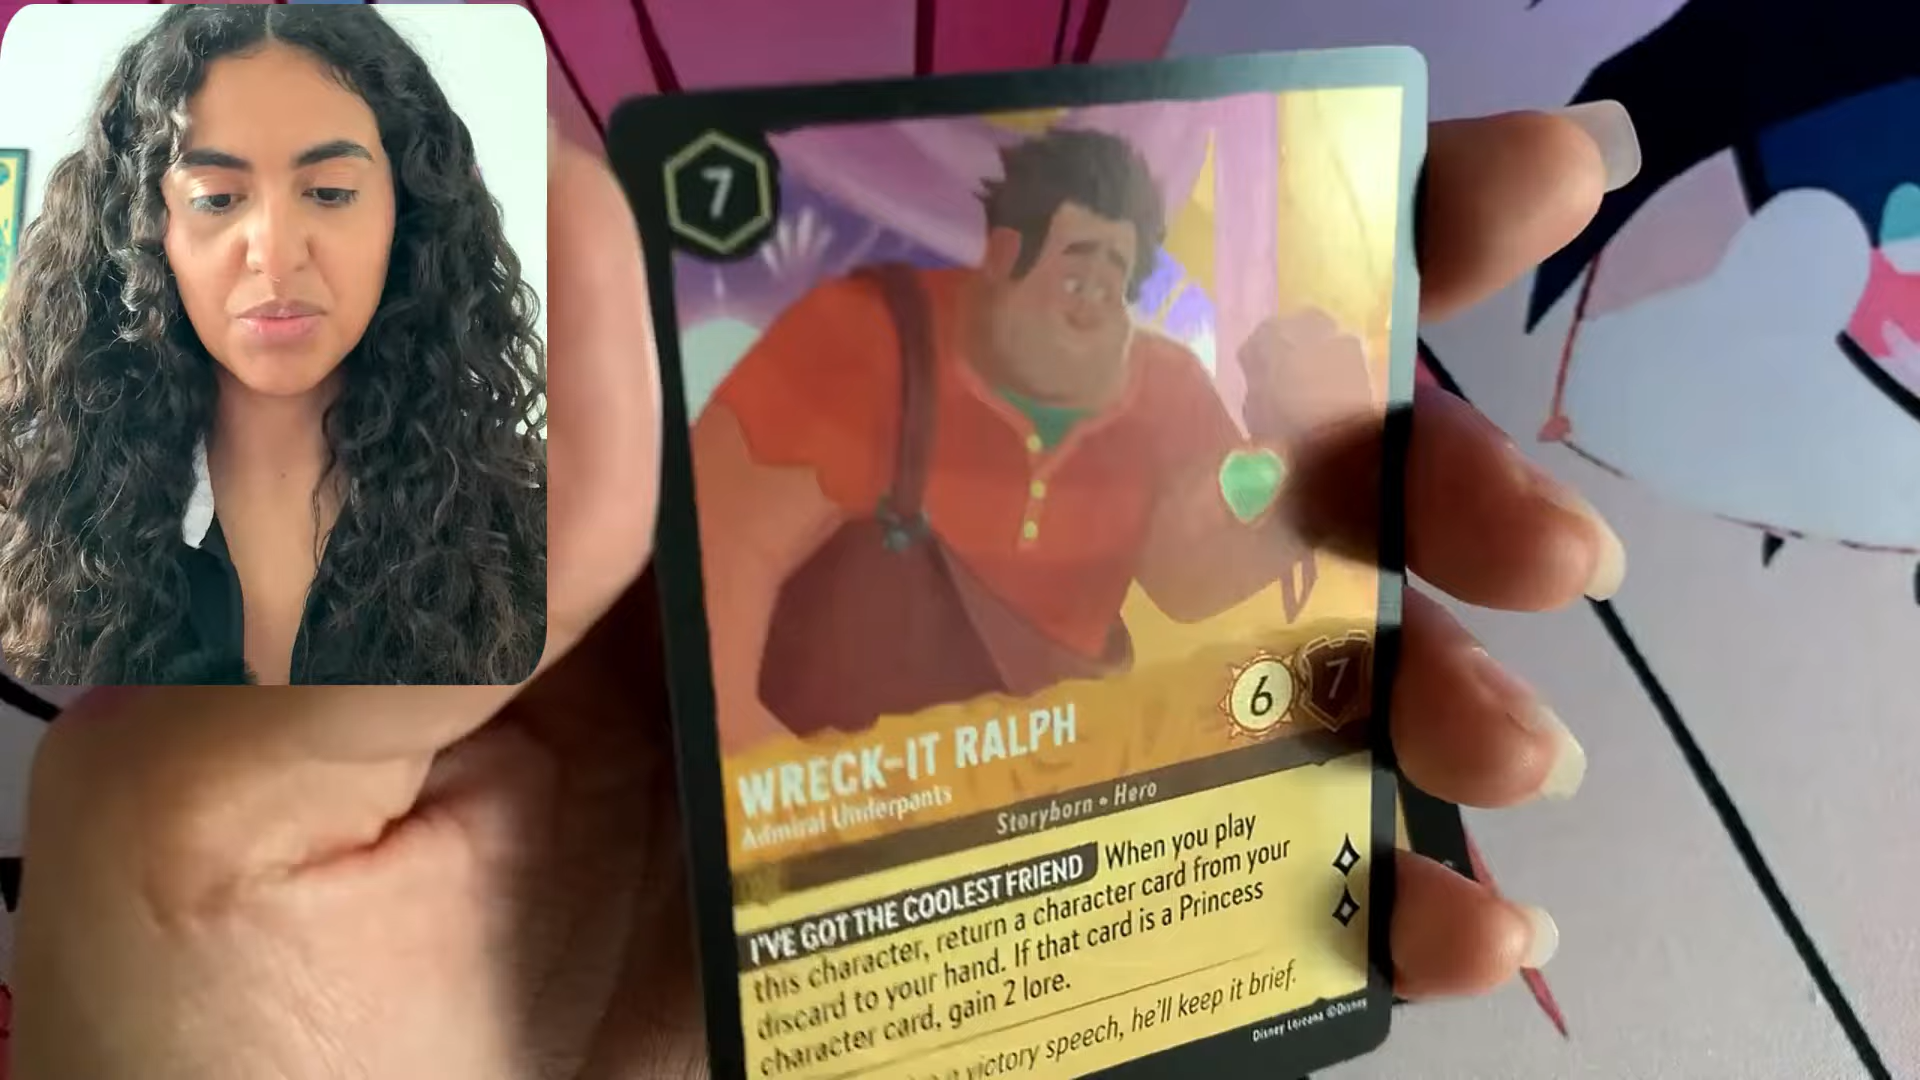 7
6
7
WRECK-IT RALPH
Admiral Underpants
Storyborn • Hero
I'VE GOT THE COOLEST FRIEND When you play
this character, return a character card from your
discard to your hand. If that card is a Princess
character card, gain 2 lore.
victory speech, he'll keep it brief.
Disney Lorcana ©Disney